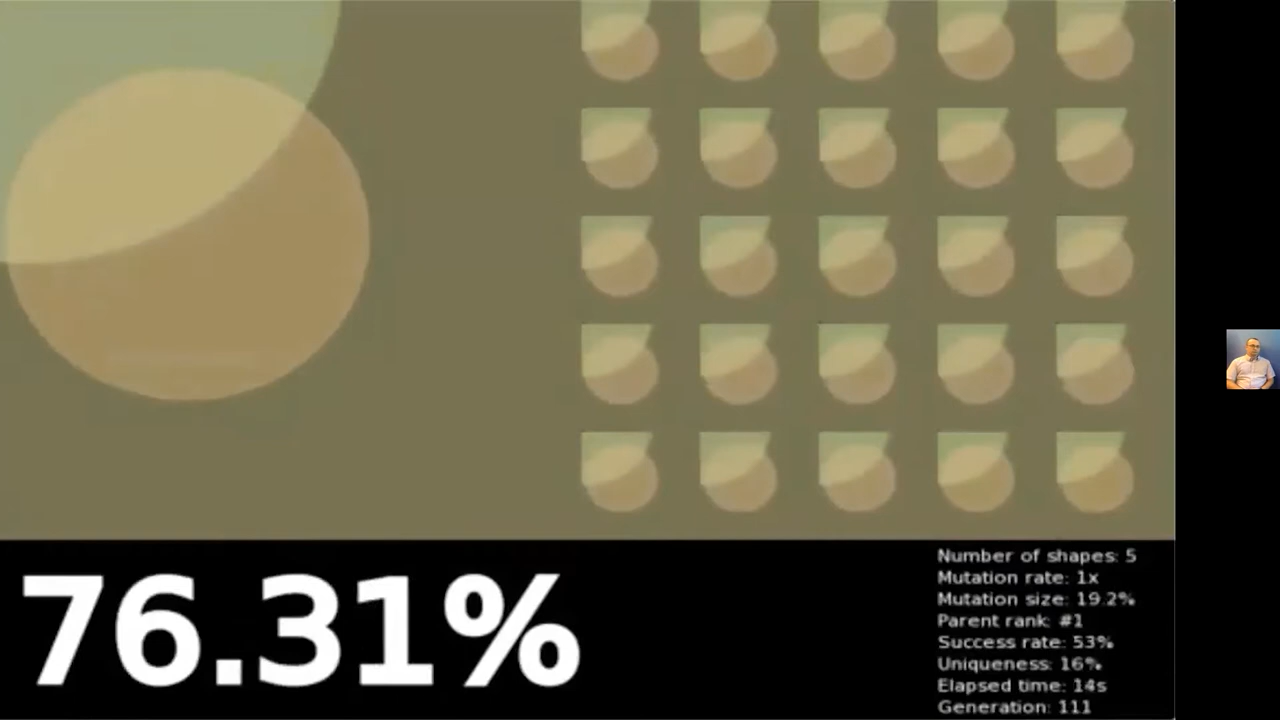 76.31%
Number of shapes: 5
Mutation rate: 1x
Mutation size: 19.2%
Parent rank: #1
Success rate: 53%
Uniqueness: 16%
Elapsed time: 14s
Generation: 111